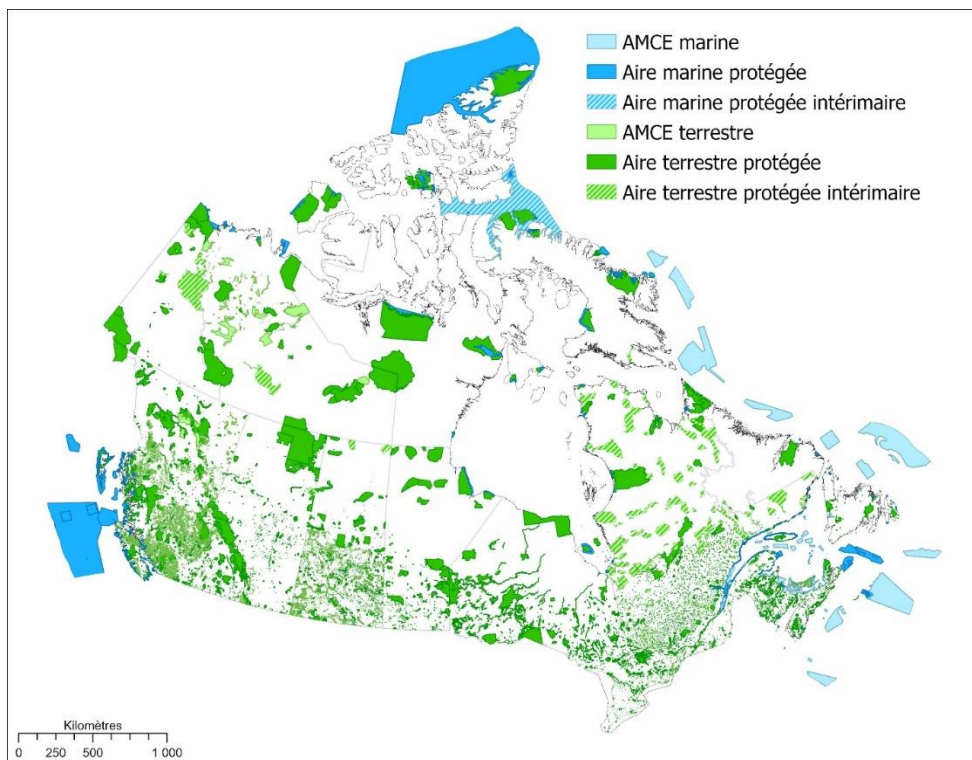 AMCE marine
Aire marine protégée
Aire marine protégée intérimaire
AMCE terrestre
Aire terrestre protégée
Aire terrestre protégée intérimaire
Kilomètres
0 250 500 1 000